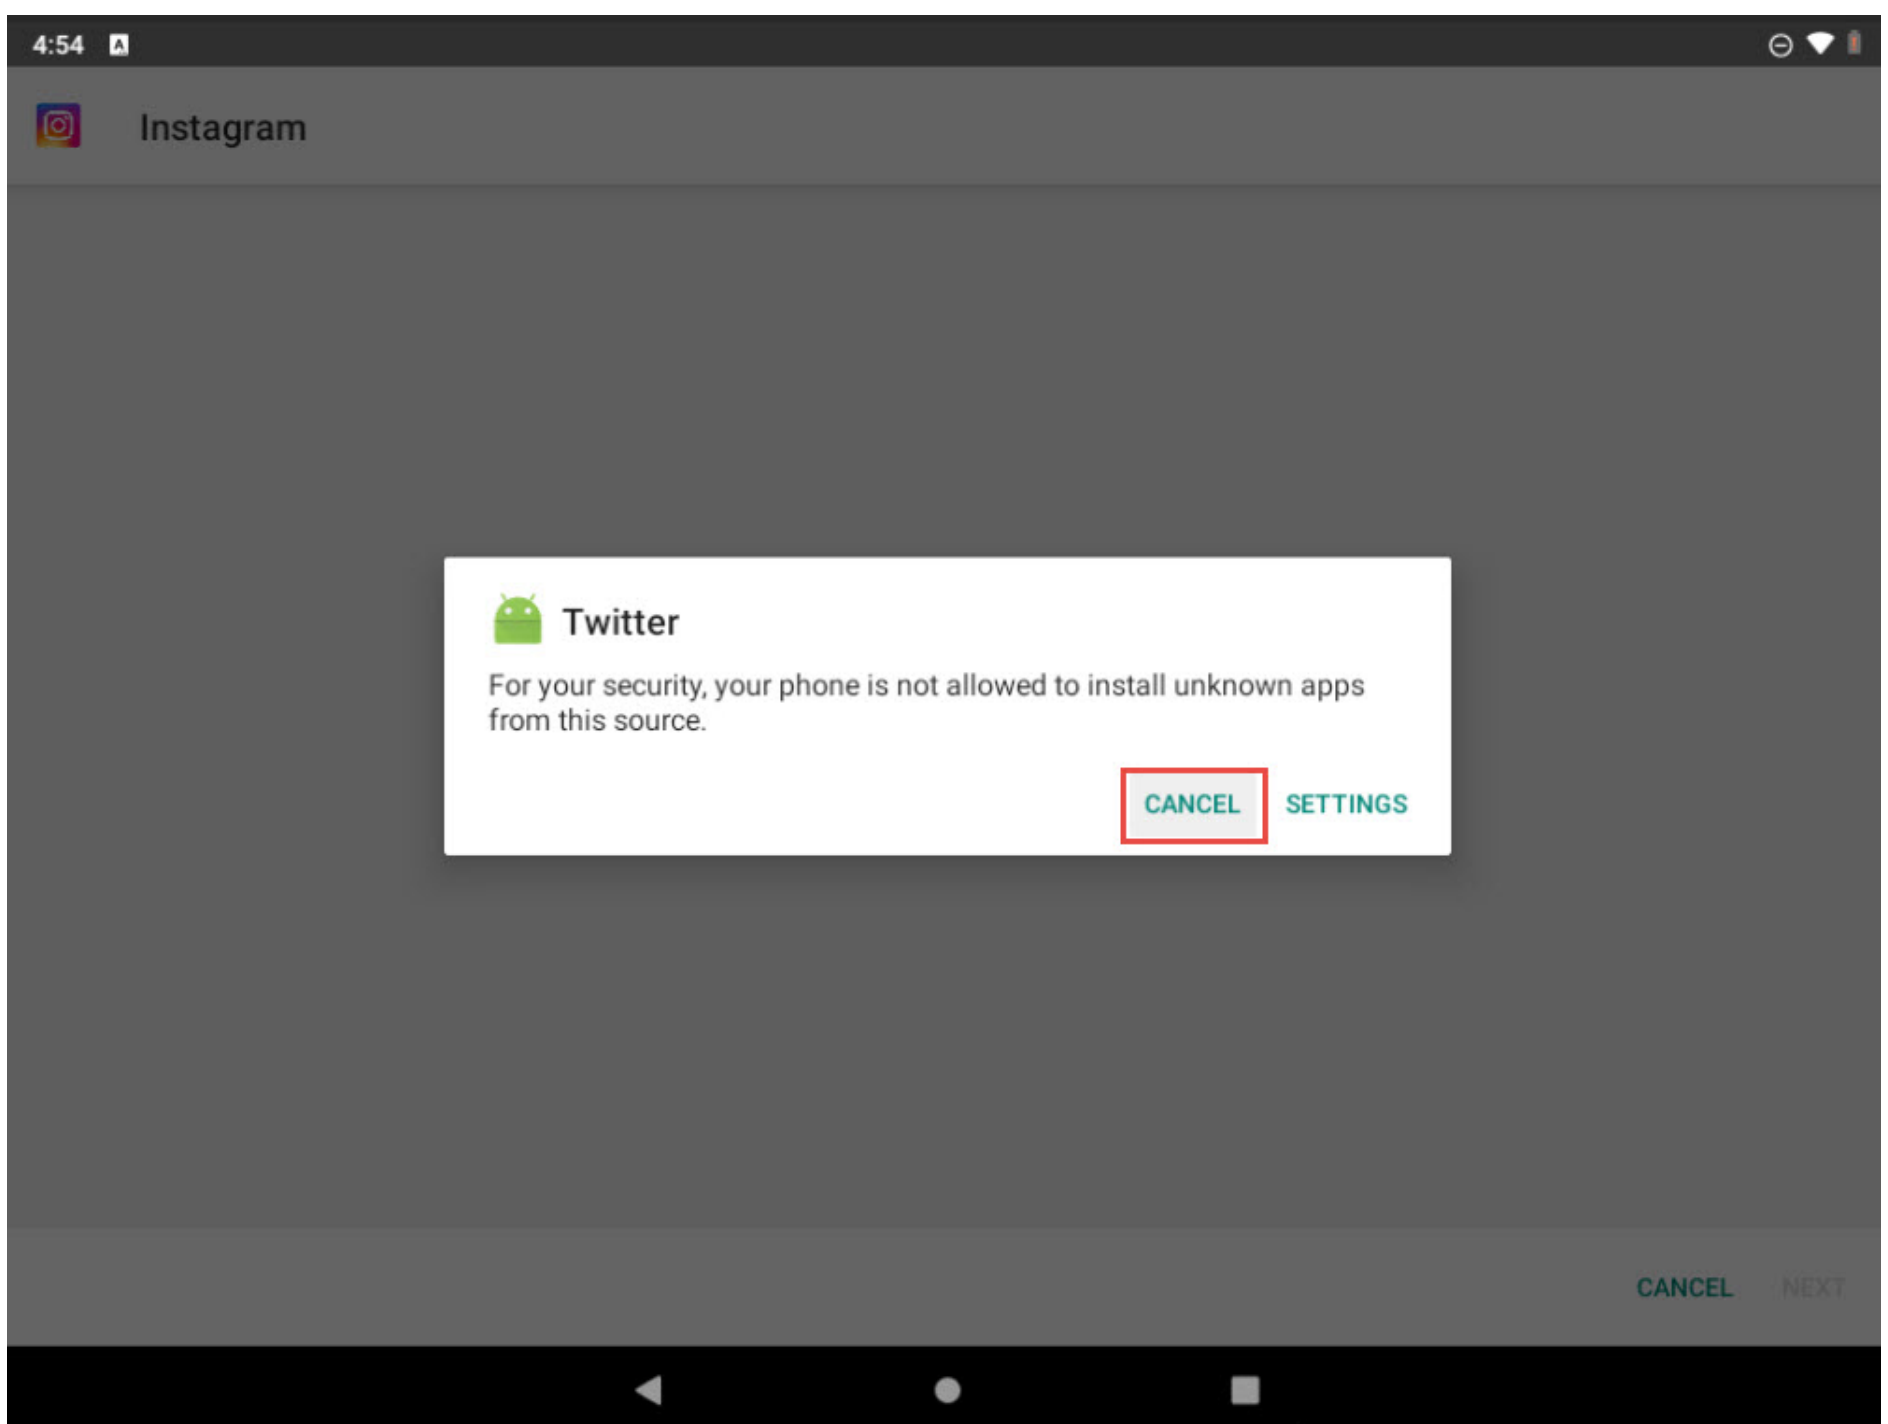 4:54
Instagram
Twitter
For your security, your phone is not allowed to install unknown apps
from this source.
CANCEL SETTINGS
CANCEL NEXT